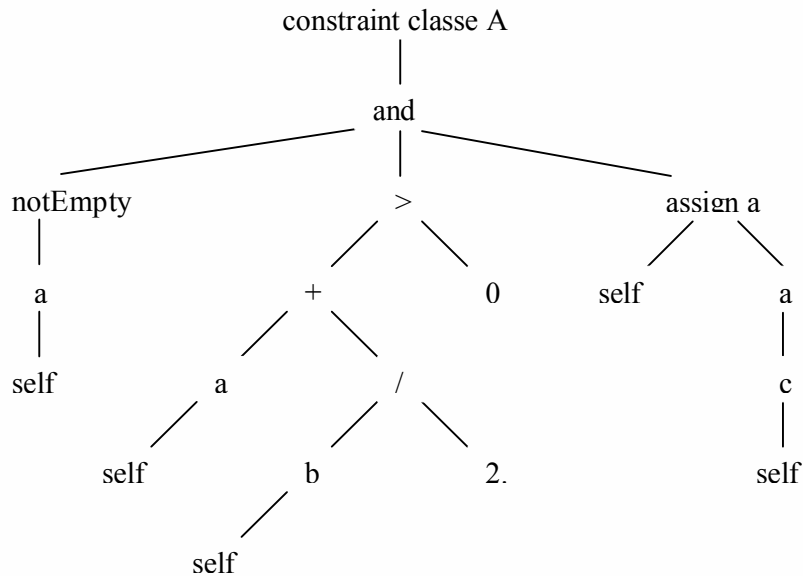 constraint classe A
and
notEmpty > assign a
a + 0 self a
self a / c
self b 2. self
self